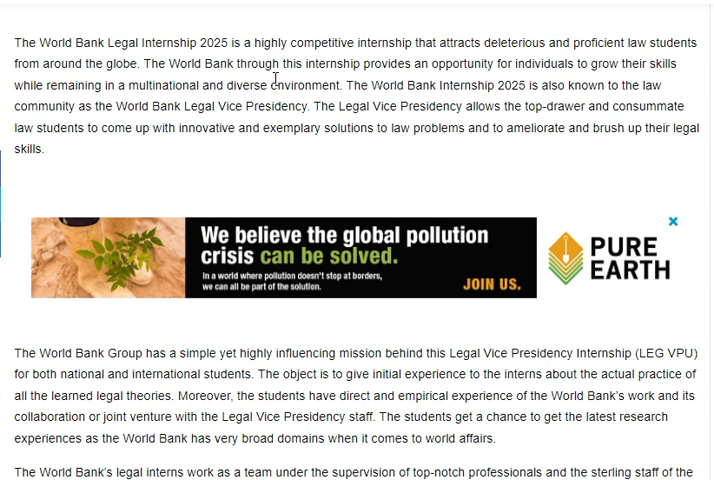 The World Bank Legal Internship 2025 is a highly competitive internship that attracts deleterious and proficient law students
from around the globe. The World Bank through this internship provides an opportunity for individuals to grow their skills
while remaining in a multinational and diverse environment. The World Bank Internship 2025 is also known to the law
community as the World Bank Legal Vice Presidency. The Legal Vice Presidency allows the top-drawer and consummate
law students to come up with innovative and exemplary solutions to law problems and to ameliorate and brush up their legal
skills.
We believe the global pollution
crisis can be solved.
In a world where pollution doesn't stop at borders,
we can all be part of the solution.
JOIN US.
PURE
EARTH
The World Bank Group has a simple yet highly influencing mission behind this Legal Vice Presidency Internship (LEG VPU)
for both national and international students. The object is to give initial experience to the interns about the actual practice of
all the learned legal theories. Moreover, the students have direct and empirical experience of the World Bank's work and its
collaboration or joint venture with the Legal Vice Presidency staff. The students get a chance to get the latest research
experiences as the World Bank has very broad domains when it comes to world affairs.
The World Bank's legal interns work as a team under the supervision of top-notch professionals and the sterling staff of the